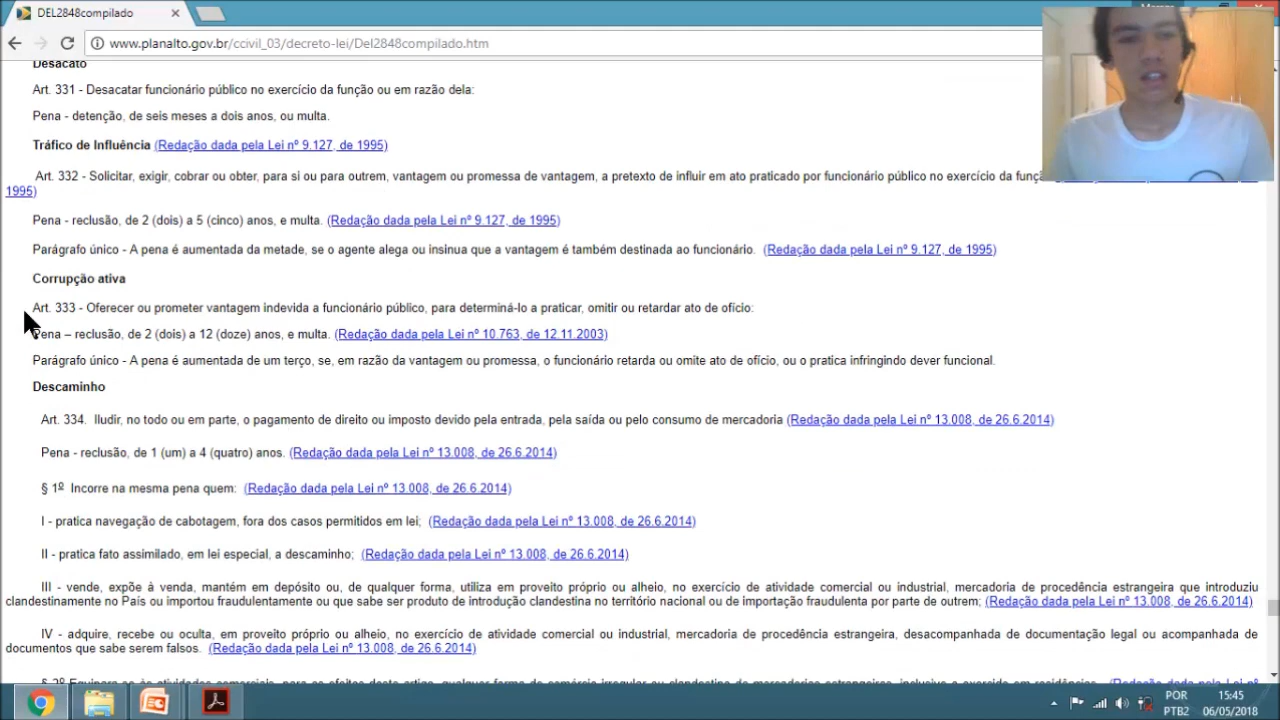 DEL2848compilado
www.planalto.gov.br/ccivil_03/decreto-lei/Del2848compilado.htm
Desacato
Art. 331 - Desacatar funcionário público no exercício da função ou em razão dela:
Pena - detenção, de seis meses a dois anos, ou multa.
Tráfico de Influência (Redação dada pela Lei nº 9.127, de 1995)
Art. 332 - Solicitar, exigir, cobrar ou obter, para si ou para outrem, vantagem ou promessa de vantagem, a pretexto de influir em ato praticado por funcionário público no exercício da
1995)
Pena - reclusão, de 2 (dois) a 5 (cinco) anos, e multa. (Redação dada pela Lei nº 9.127, de 1995)
Parágrafo único - A pena é aumentada da metade, se o agente alega ou insinua que a vantagem é também destinada ao funcionário. (Redação dada pela Lei nº 9.127, de 1995)
Corrupção ativa
Art. 333 - Oferecer ou prometer vantagem indevida a funcionário público, para determiná-lo a praticar, omitir ou retardar ato de ofício:
Pena – reclusão, de 2 (dois) a 12 (doze) anos, e multa. (Redação dada pela Lei nº 10.763, de 12.11.2003)
Parágrafo único - A pena é aumentada de um terço, se, em razão da vantagem ou promessa, o funcionário retarda ou omite ato de ofício, ou o pratica infringindo dever funcional.
Descaminho
Art. 334. Iludir, no todo ou em parte, o pagamento de direito ou imposto devido pela entrada, pela saída ou pelo consumo de mercadoria (Redação dada pela Lei nº 13.008, de 26.6.2014)
Pena - reclusão, de 1 (um) a 4 (quatro) anos. (Redação dada pela Lei nº 13.008, de 26.6.2014)
§ 1º Incorre na mesma pena quem: (Redação dada pela Lei nº 13.008, de 26.6.2014)
I - pratica navegação de cabotagem, fora dos casos permitidos em lei; (Redação dada pela Lei nº 13.008, de 26.6.2014)
II - pratica fato assimilado, em lei especial, a descaminho; (Redação dada pela Lei nº 13.008, de 26.6.2014)
III - vende, expõe à venda, mantém em depósito ou, de qualquer forma, utiliza em proveito próprio ou alheio, no exercício de atividade comercial ou industrial, mercadoria de procedência estrangeira que introduziu
clandestinamente no País ou importou fraudulentamente ou que sabe ser produto de introdução clandestina no território nacional ou de importação fraudulenta por parte de outrem; (Redação dada pela Lei nº 13.008, de 26.6.2014)
IV - adquire, recebe ou oculta, em proveito próprio ou alheio, no exercício de atividade comercial ou industrial, mercadoria de procedência estrangeira, desacompanhada de documentação legal ou acompanhada de
documentos que sabe serem falsos. (Redação dada pela Lei nº 13.008, de 26.6.2014)
POR
PTB2
15:45
06/05/2018